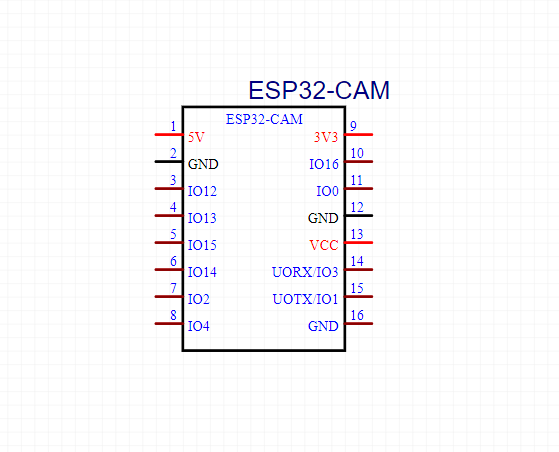 ESP32-CAM
ESP32-CAM
1 5V 3V3 9
2 GND IO16 10
3 IO12 IO0 11
4 IO13 GND 12
5 IO15 VCC 13
6 IO14 UORX/IO3 14
7 IO2 UOTX/IO1 15
8 IO4 GND 16